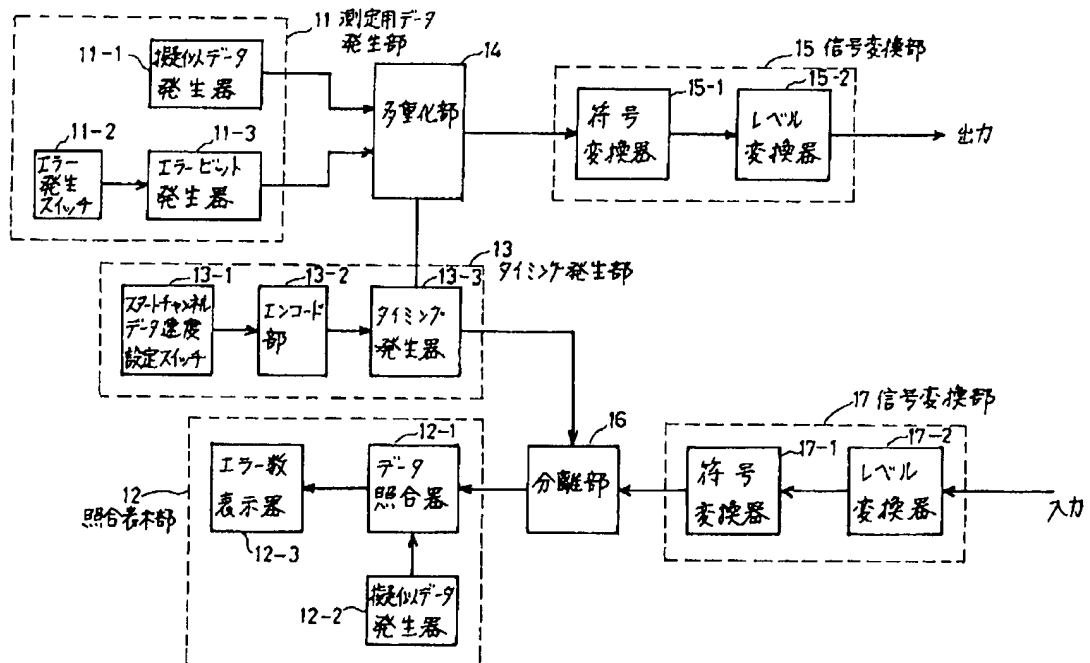 11 測定用データ
発生部
11-1
擬似データ
発生器
11-2
エラー
発生
スイッチ
11-3
エラービット
発生器
14
多重化部
15 信号変換部
15-1
符号
変換器
15-2
レベル
変換器
出力
13
タイミング発生部
13-1
スタートチャンネル
データ速度
設定スイッチ
13-2
エンコード
部
13-3
タイミング
発生器
12
照合表示部
12-1
データ
照合器
エラー数
表示器
12-3
12-2
擬似データ
発生器
16
分離部
17 信号変換部
17-1
符号
変換器
17-2
レベル
変換器
入力